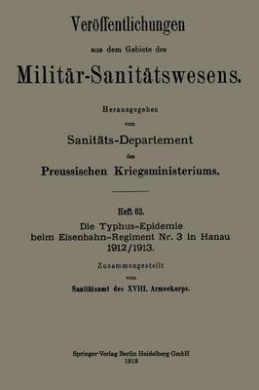 Veröffentlichungen
aus dem Gebiete des
Militär-Sanitätswesens.
Herausgegeben
vom
Sanitäts-Departement
des
Preussischen Kriegsministeriums.
Heft 63.
Die Typhus-Epidemie
beim Eisenbahn-Regiment Nr. 3 in Hanau
1912/1913.
Zusammengestellt
vom
Sanitätsamt des XVIII. Armeekorps.
Springer-Verlag Berlin Heidelberg GmbH
1919